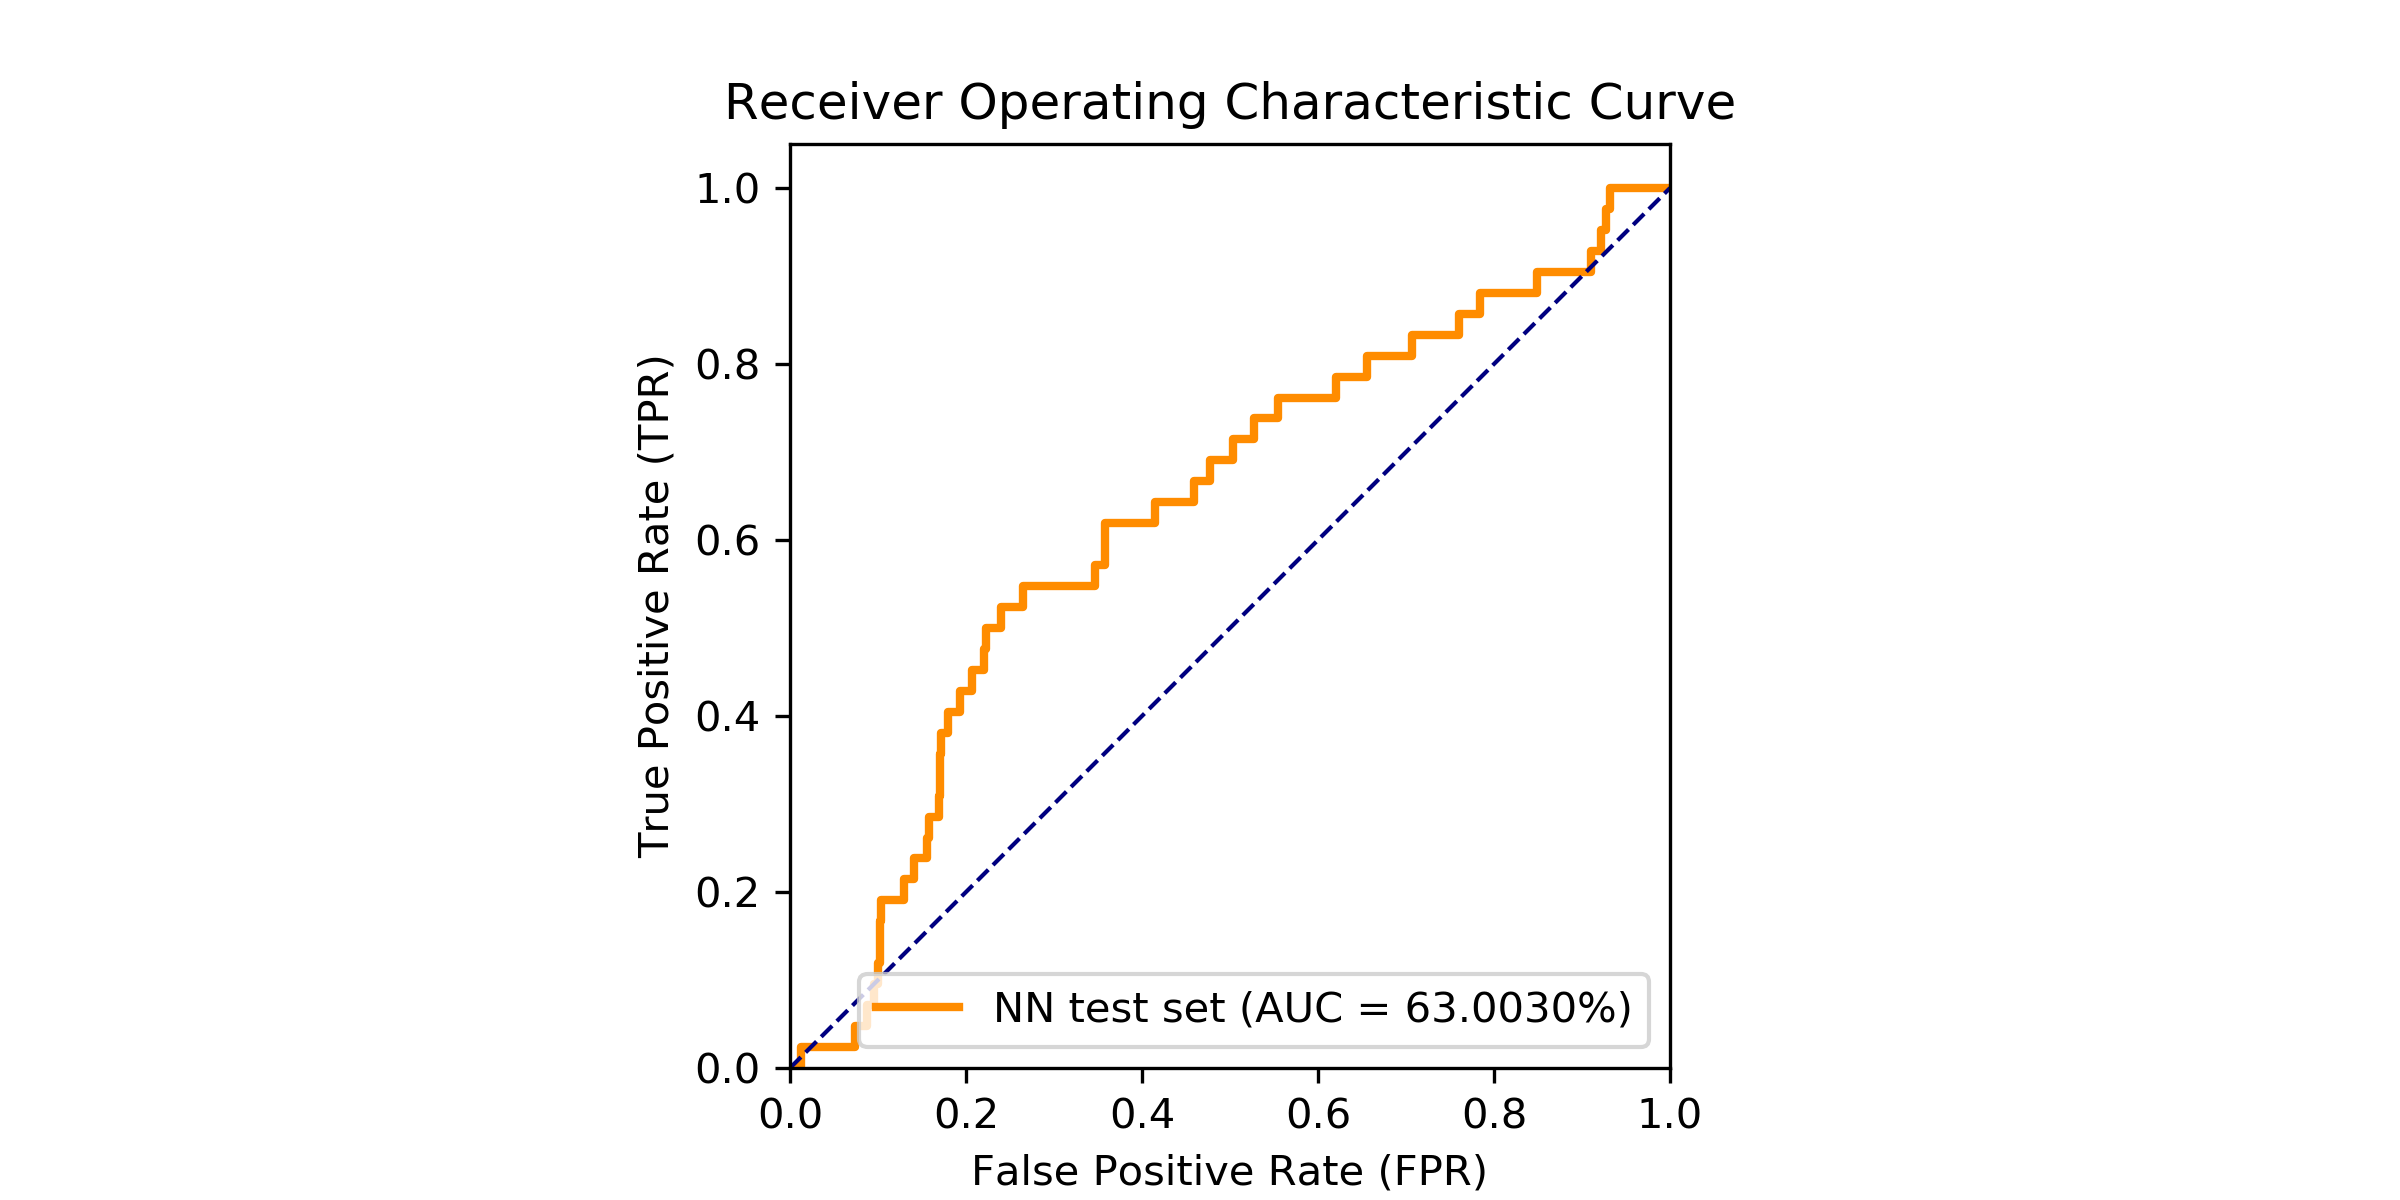 Receiver Operating Characteristic Curve
1.0
0.8
0.6
0.4
0.2
0.0
True Positive Rate (TPR)
NN test set (AUC = 63.0030%)
0.0 0.2 0.4 0.6 0.8 1.0
False Positive Rate (FPR)